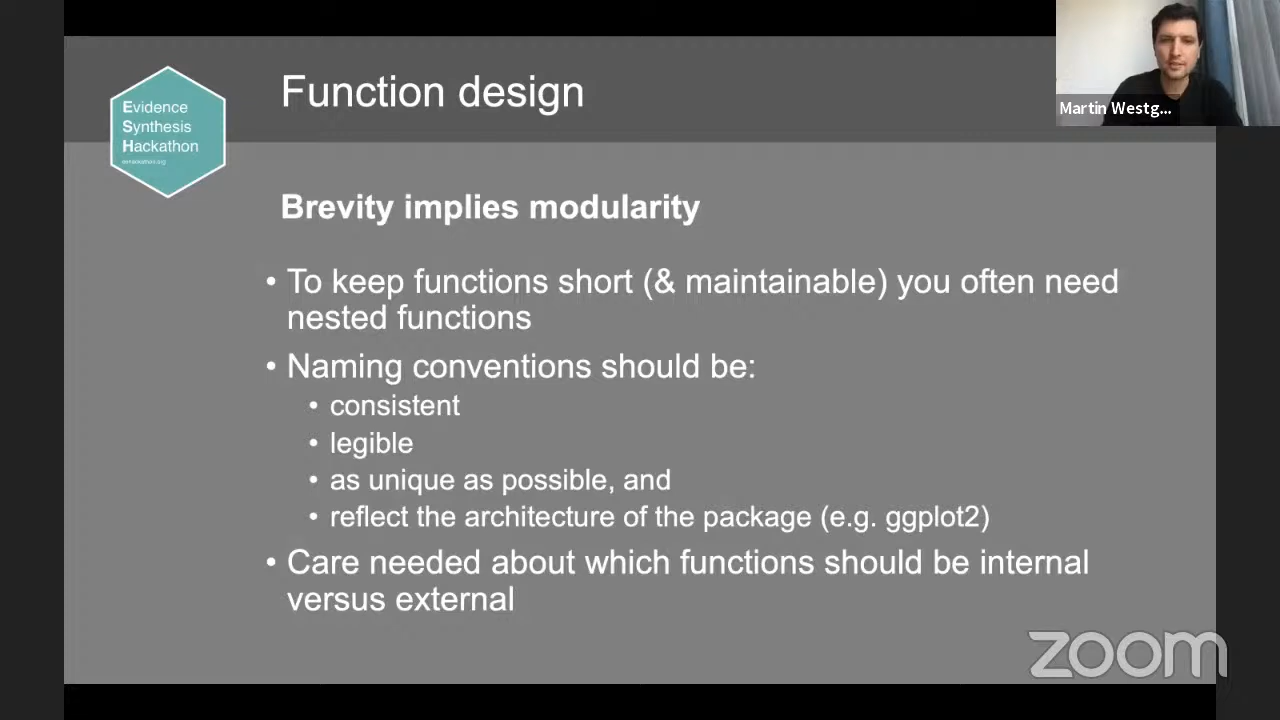 Function design
Martin Westg...
Evidence
Synthesis
Hackathon
Brevity implies modularity
• To keep functions short (& maintainable) you often need
nested functions
• Naming conventions should be:
• consistent
• legible
• as unique as possible, and
• reflect the architecture of the package (e.g. ggplot2)
• Care needed about which functions should be internal
versus external
zoom